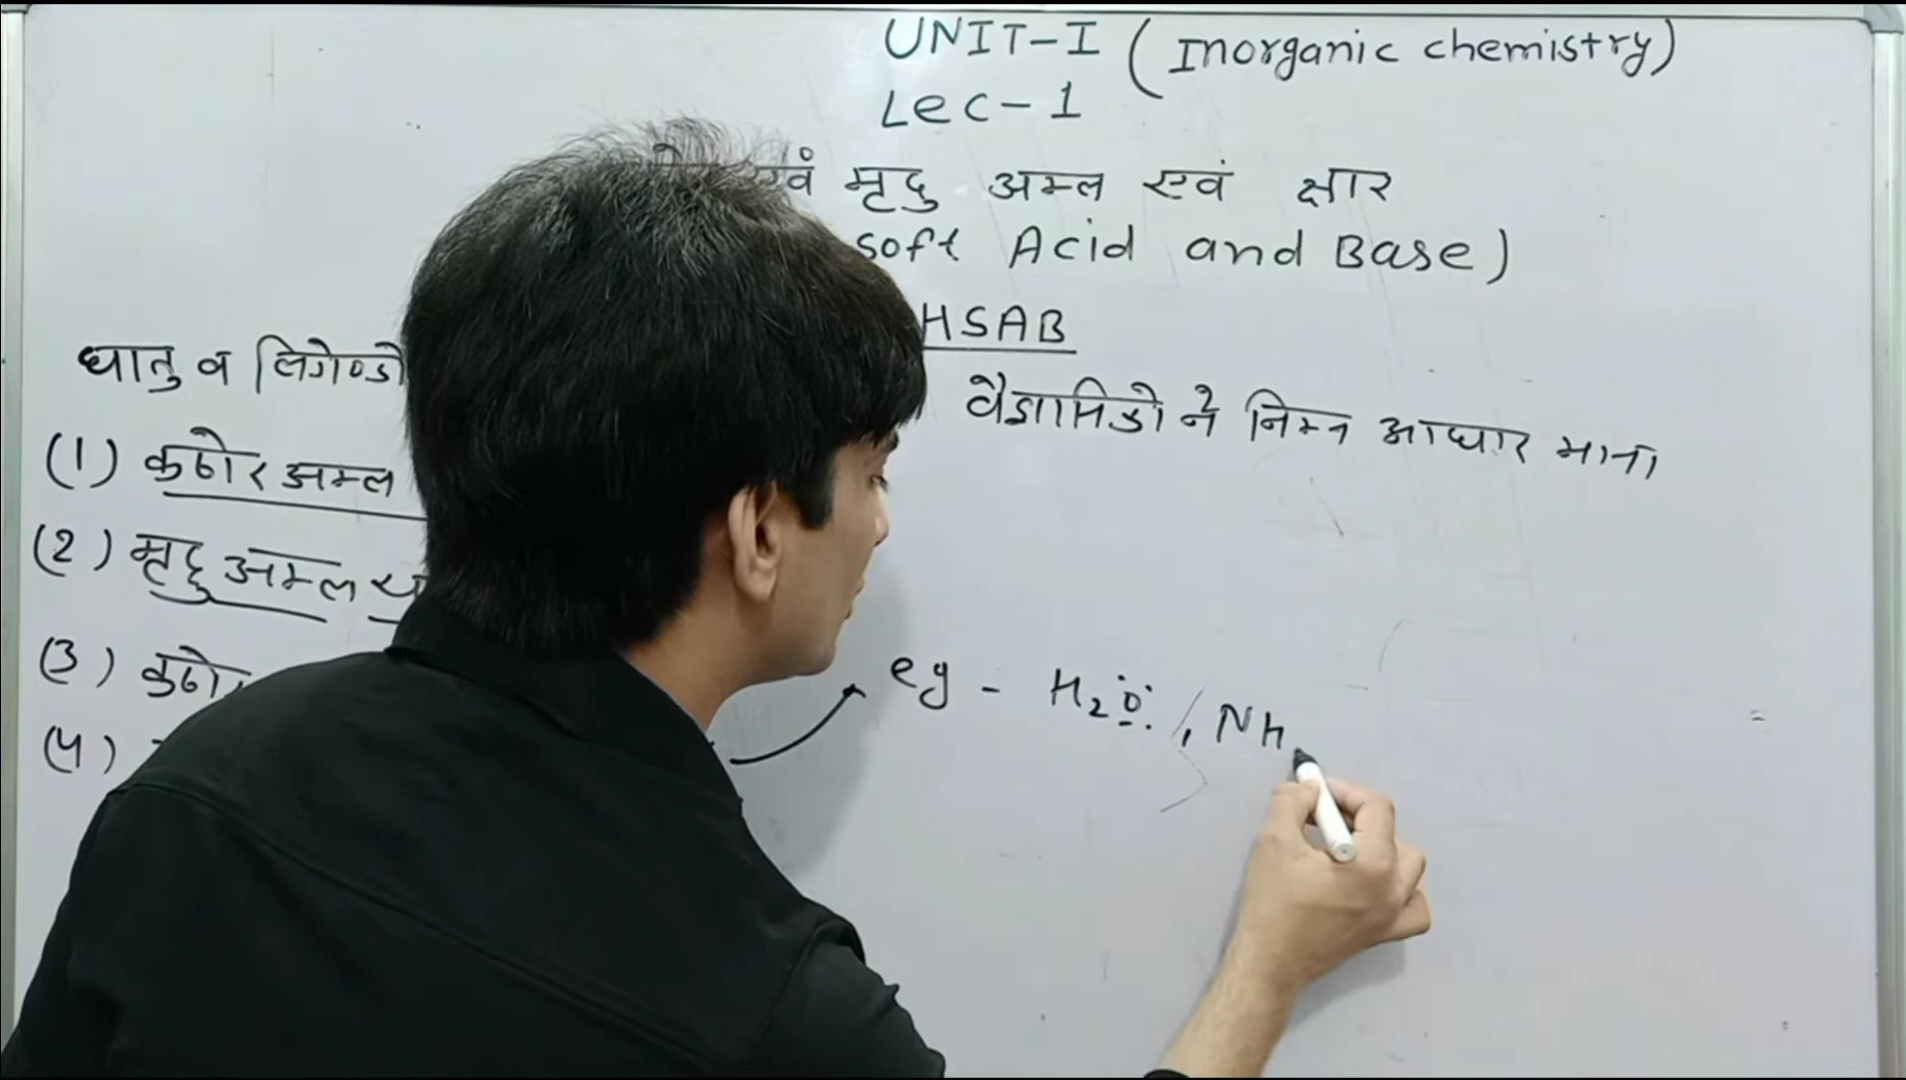 UNIT-I (Inorganic chemistry)
Lec-1
एवं मृदु अम्ल एवं क्षार
soft Acid and Base)
HSAB
धातु व लिगेण्डो
वैज्ञानिको ने निम्न आधार माना
(1) कठोर अम्ल
(2) मृदु अम्ल
(3) कठोर
(4)
eg - H₂O , NH